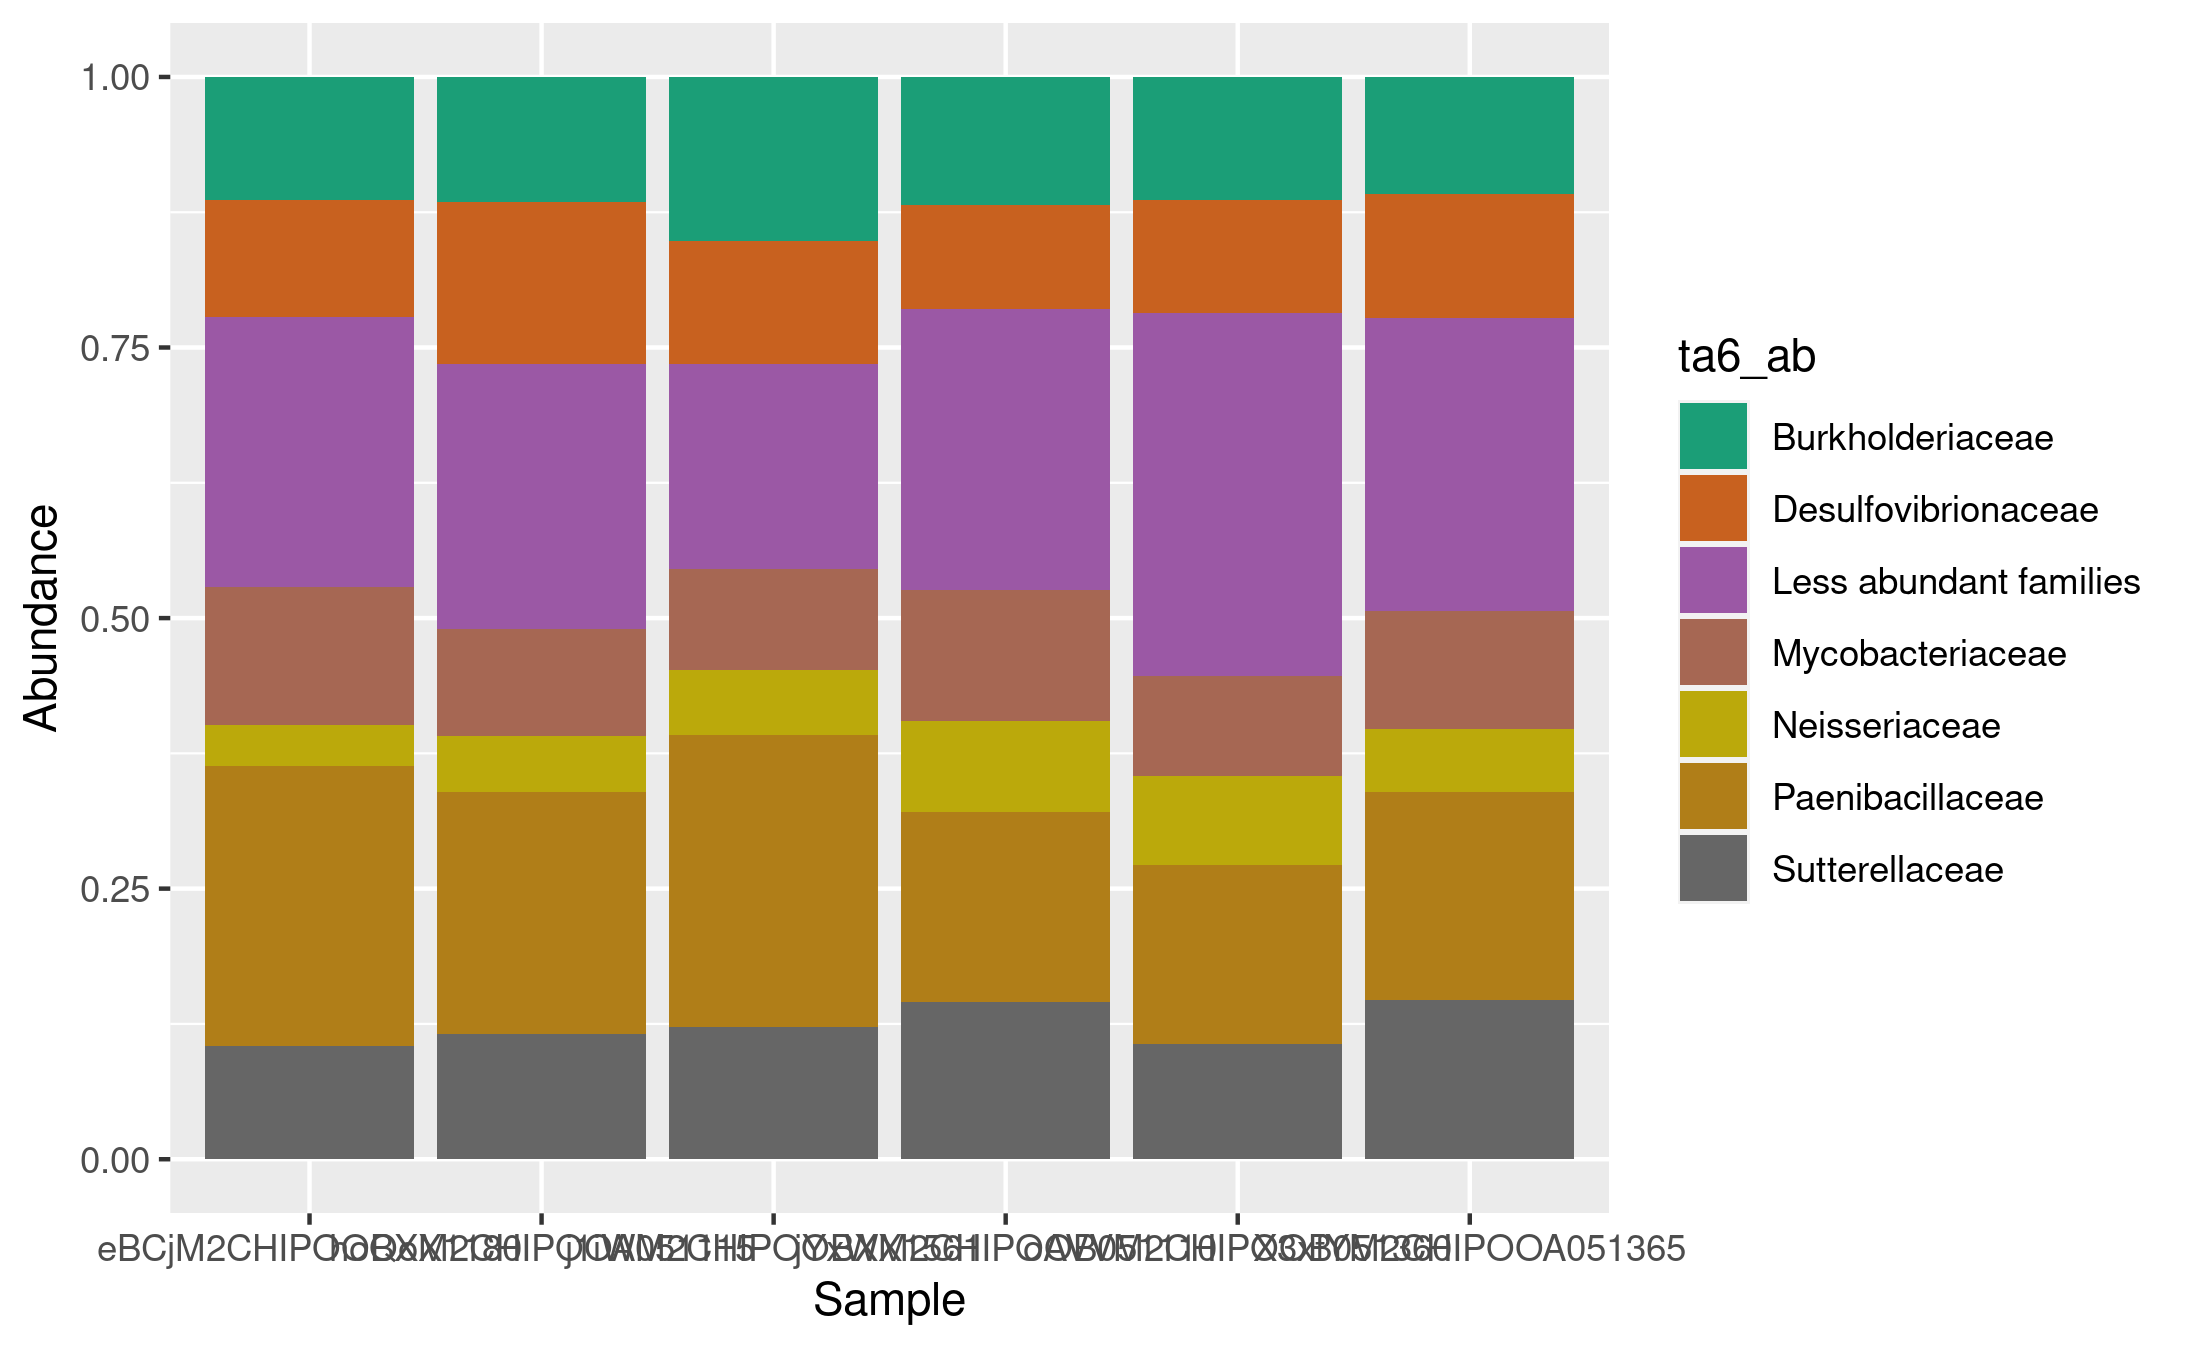 1.00
0.75
0.50
0.25
0.00
Abundance
Sample
ta6_ab
Burkholderiaceae
Desulfovibrionaceae
Less abundant families
Mycobacteriaceae
Neisseriaceae
Paenibacillaceae
Sutterellaceae